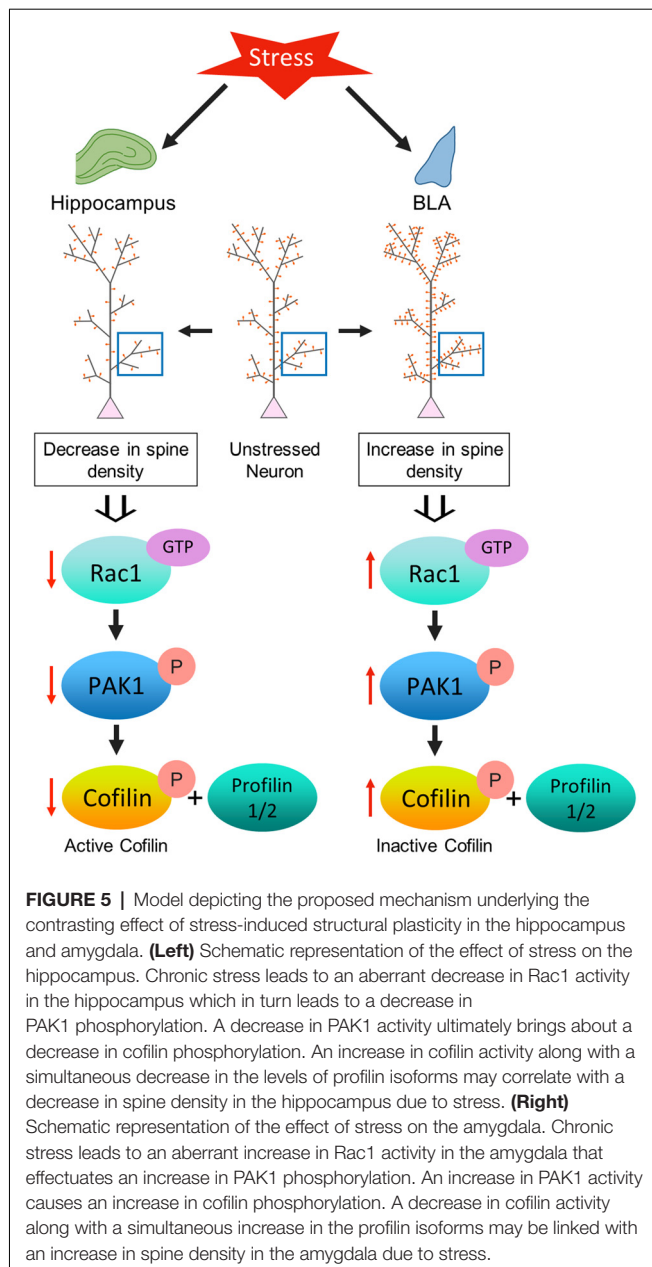 Stress
Hippocampus
BLA
Decrease in spine
density
Unstressed
Neuron
Increase in spine
density
Rac1
GTP
Rac1
GTP
PAK1
P
PAK1
P
Cofilin
P
+
Profilin
1/2
Cofilin
P
+
Profilin
1/2
Active Cofilin
Inactive Cofilin
FIGURE 5 | Model depicting the proposed mechanism underlying the
contrasting effect of stress-induced structural plasticity in the hippocampus
and amygdala. (Left) Schematic representation of the effect of stress on the
hippocampus. Chronic stress leads to an aberrant decrease in Rac1 activity
in the hippocampus which in turn leads to a decrease in
PAK1 phosphorylation. A decrease in PAK1 activity ultimately brings about a
decrease in cofilin phosphorylation. An increase in cofilin activity along with a
simultaneous decrease in the levels of profilin isoforms may correlate with a
decrease in spine density in the hippocampus due to stress. (Right)
Schematic representation of the effect of stress on the amygdala. Chronic
stress leads to an aberrant increase in Rac1 activity in the amygdala that
effectuates an increase in PAK1 phosphorylation. An increase in PAK1 activity
causes an increase in cofilin phosphorylation. A decrease in cofilin activity
along with a simultaneous increase in the profilin isoforms may be linked with
an increase in spine density in the amygdala due to stress.